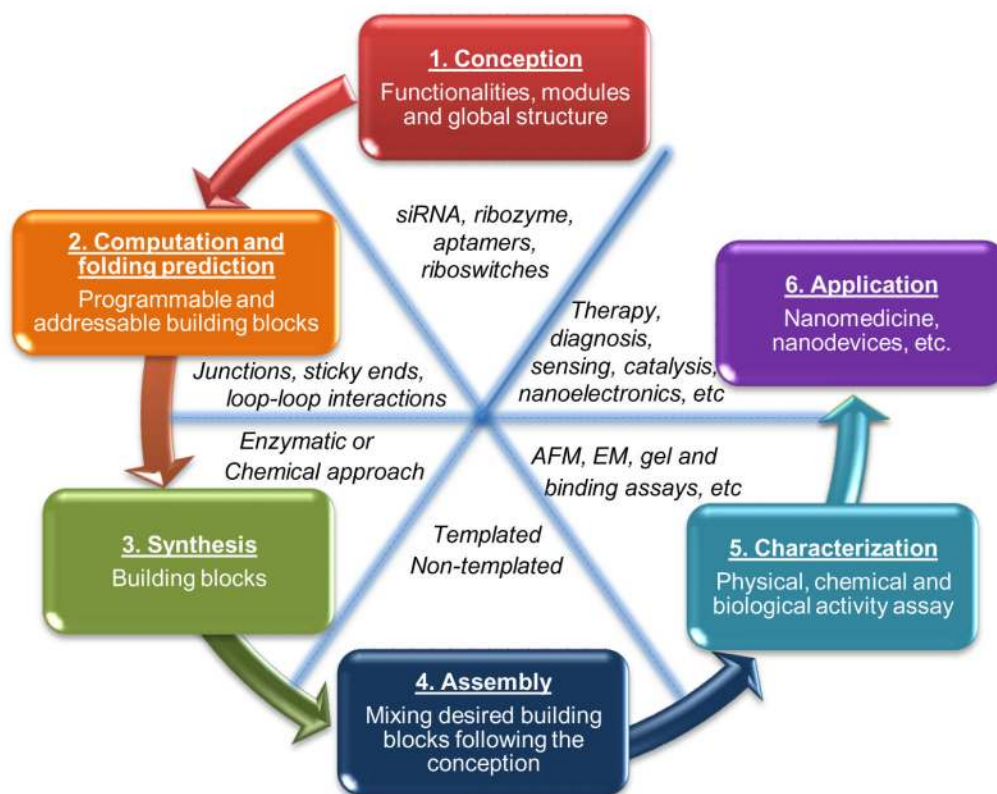 1. Conception
Functionalities, modules
and global structure
siRNA, ribozyme,
aptamers,
riboswitches
2. Computation and
folding prediction
Programmable and
addressable building blocks
Junctions, sticky ends,
loop-loop interactions
3. Synthesis
Building blocks
Enzymatic or
Chemical approach
4. Assembly
Mixing desired building
blocks following the
conception
Templated
Non-templated
5. Characterization
Physical, chemical and
biological activity assay
AFM, EM, gel and
binding assays, etc
6. Application
Nanomedicine,
nanodevices, etc.
Therapy,
diagnosis,
sensing, catalysis,
nanoelectronics, etc